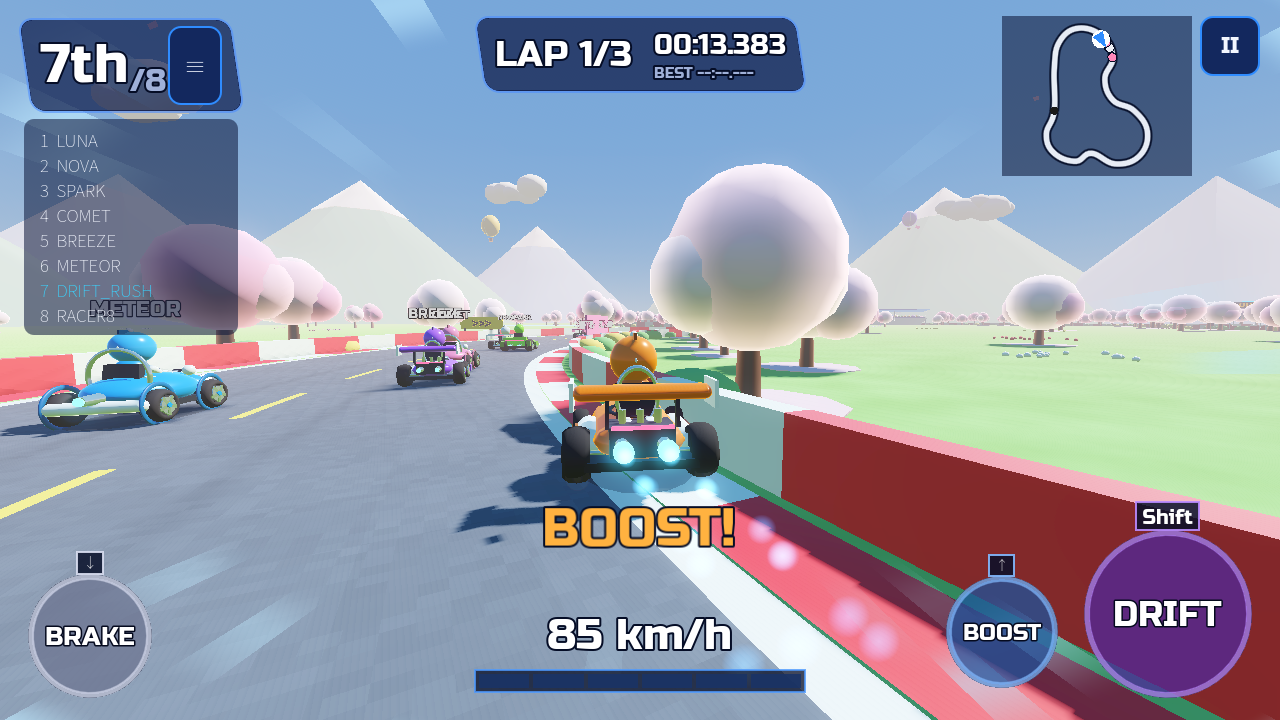 7th/8
LAP 1/3
00:13.383
BEST --:--.---
II
1 LUNA
2 NOVA
3 SPARK
4 COMET
5 BREEZE
6 METEOR
7 DRIFT_RUSH
8 RACER8
METEOR
BREEZE
BOOST!
Shift
↓
↑
BRAKE
BOOST
DRIFT
85 km/h